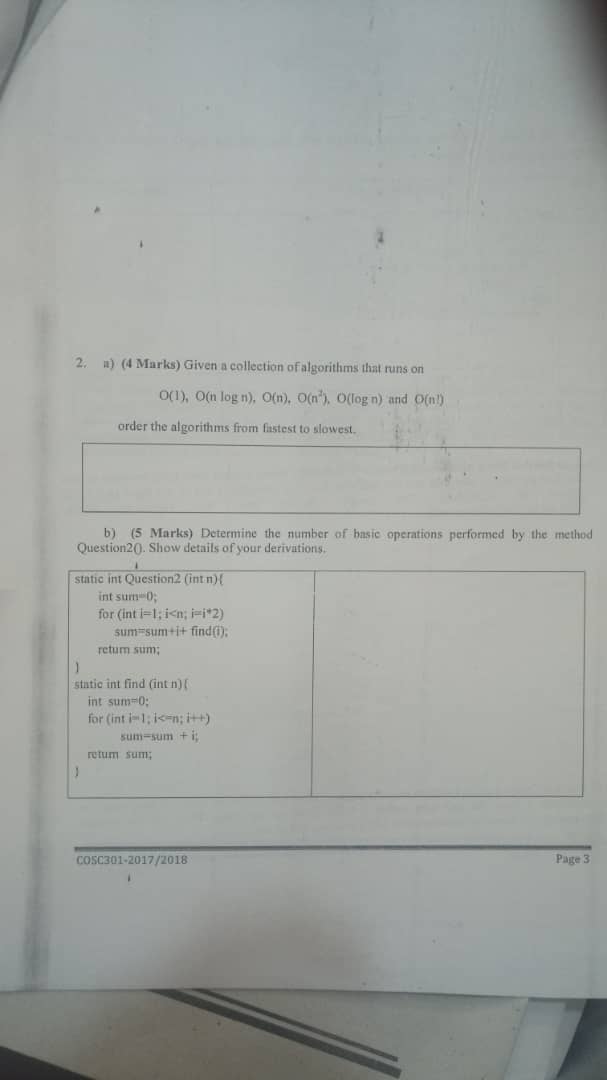 2. a) (4 Marks) Given a collection of algorithms that runs on
O(1), O(n log n), O(n), O(n²), O(log n) and O(n!)
order the algorithms from fastest to slowest.
b) (5 Marks) Determine the number of basic operations performed by the method
Question2(). Show details of your derivations.
static int Question2 (int n){
int sum=0;
for (int i=1; i<n; i=i*2)
sum=sum+i+ find(i);
return sum;
}
static int find (int n){
int sum=0;
for (int i=1; i<=n; i++)
sum=sum + i;
return sum;
}
COSC301-2017/2018 Page 3